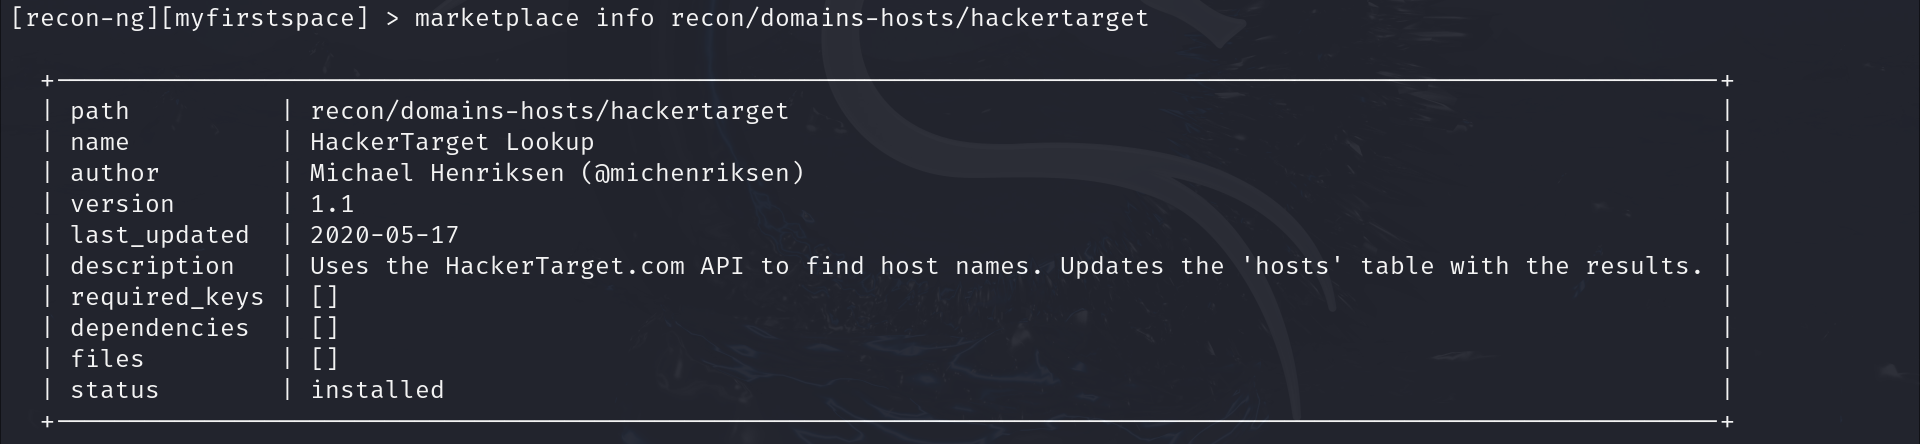 [recon-ng][myfirstspace] > marketplace info recon/domains-hosts/hackertarget
+---------------------------------------------------------------------------------------------------------------+
| path          | recon/domains-hosts/hackertarget                                                              |
| name          | HackerTarget Lookup                                                                           |
| author        | Michael Henriksen (@michenriksen)                                                             |
| version       | 1.1                                                                                           |
| last_updated  | 2020-05-17                                                                                    |
| description   | Uses the HackerTarget.com API to find host names. Updates the 'hosts' table with the results. |
| required_keys | []                                                                                            |
| dependencies  | []                                                                                            |
| files         | []                                                                                            |
| status        | installed                                                                                     |
+---------------------------------------------------------------------------------------------------------------+